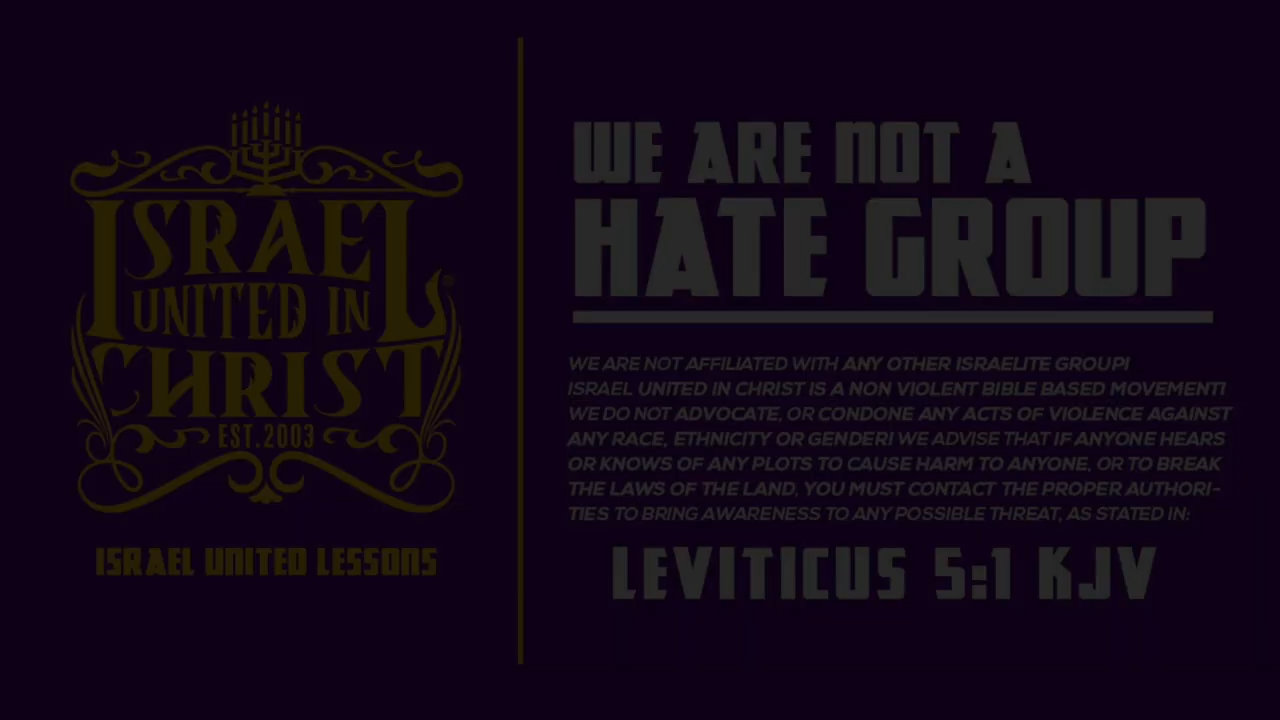 ISRAEL
UNITED IN
CHRIST
EST. 2003
ISRAEL UNITED LESSONS
WE ARE NOT A
HATE GROUP
WE ARE NOT AFFILIATED WITH ANY OTHER ISRAELITE GROUP!
ISRAEL UNITED IN CHRIST IS A NON VIOLENT BIBLE BASED MOVEMENT!
WE DO NOT ADVOCATE, OR CONDONE ANY ACTS OF VIOLENCE AGAINST
ANY RACE, ETHNICITY OR GENDER! WE ADVISE THAT IF ANYONE HEARS
OR KNOWS OF ANY PLOTS TO CAUSE HARM TO ANYONE, OR TO BREAK
THE LAWS OF THE LAND, YOU MUST CONTACT THE PROPER AUTHORI-
TIES TO BRING AWARENESS TO ANY POSSIBLE THREAT, AS STATED IN:
LEVITICUS 5:1 KJV